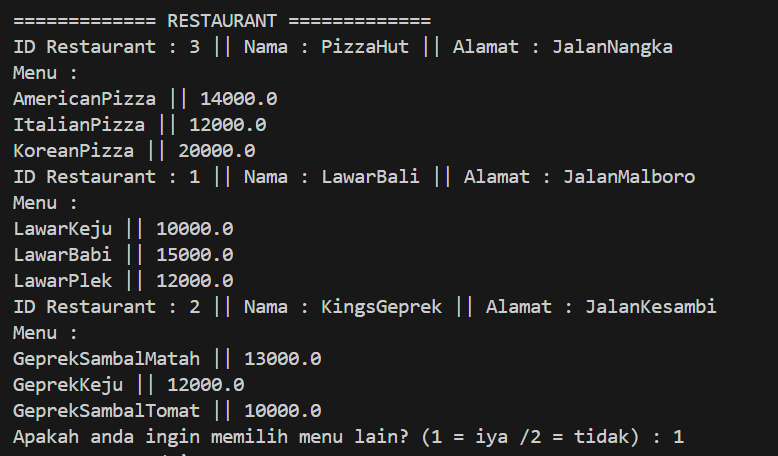 ============= RESTAURANT =============
ID Restaurant : 3 || Nama : PizzaHut || Alamat : JalanNangka
Menu :
AmericanPizza || 14000.0
ItalianPizza || 12000.0
KoreanPizza || 20000.0
ID Restaurant : 1 || Nama : LawarBali || Alamat : JalanMalboro
Menu :
LawarKeju || 10000.0
LawarBabi || 15000.0
LawarPlek || 12000.0
ID Restaurant : 2 || Nama : KingsGeprek || Alamat : JalanKesambi
Menu :
GeprekSambalMatah || 13000.0
GeprekKeju || 12000.0
GeprekSambalTomat || 10000.0
Apakah anda ingin memilih menu lain? (1 = iya /2 = tidak) : 1